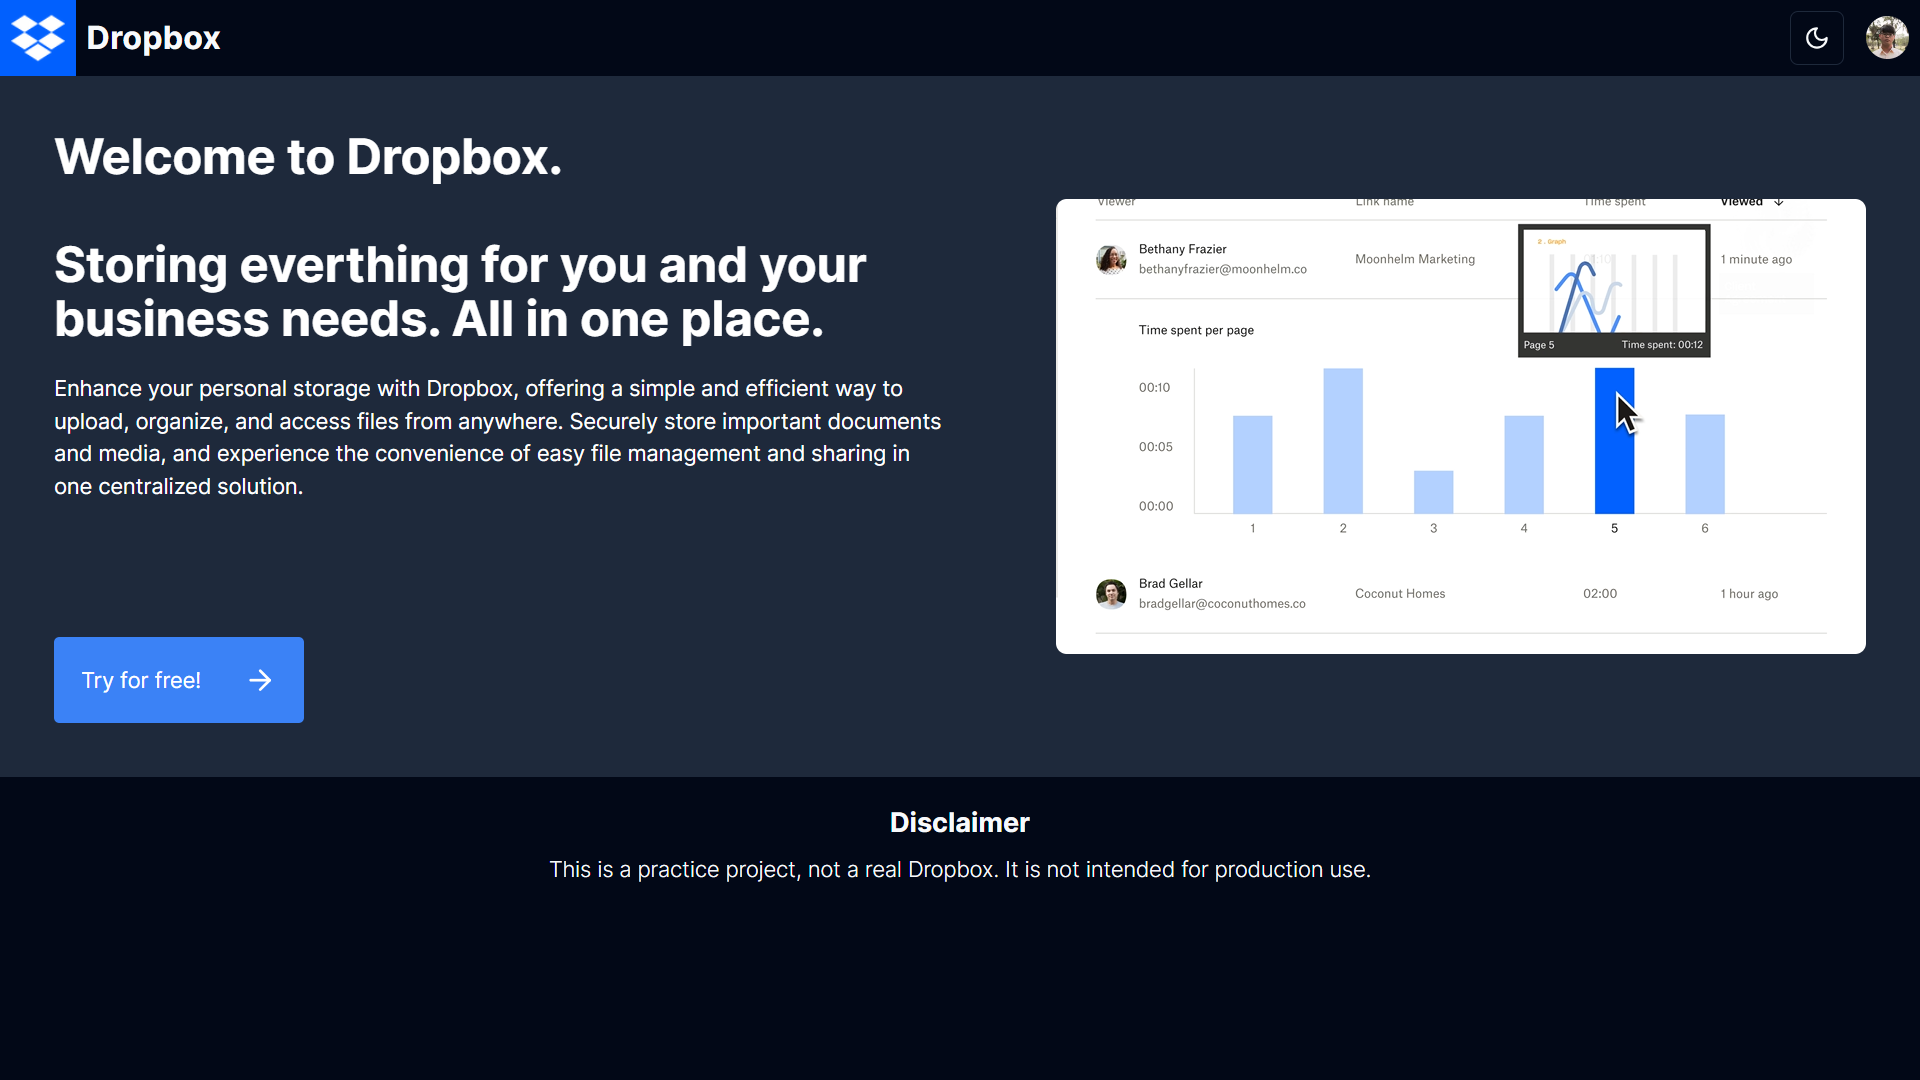 Dropbox
Welcome to Dropbox.
Storing everthing for you and your
business needs. All in one place.
Enhance your personal storage with Dropbox, offering a simple and efficient way to
upload, organize, and access files from anywhere. Securely store important documents
and media, and experience the convenience of easy file management and sharing in
one centralized solution.
Try for free!
Viewer Link name Time spent Viewed
Bethany Frazier
bethanyfrazier@moonhelm.co
Moonhelm Marketing
00:10
1 minute ago
2. Graph
Page 5 Time spent: 00:12
Time spent per page
00:10
00:05
00:00
1 2 3 4 5 6
Brad Gellar
bradgellar@coconuthomes.co
Coconut Homes
02:00
1 hour ago
Disclaimer
This is a practice project, not a real Dropbox. It is not intended for production use.